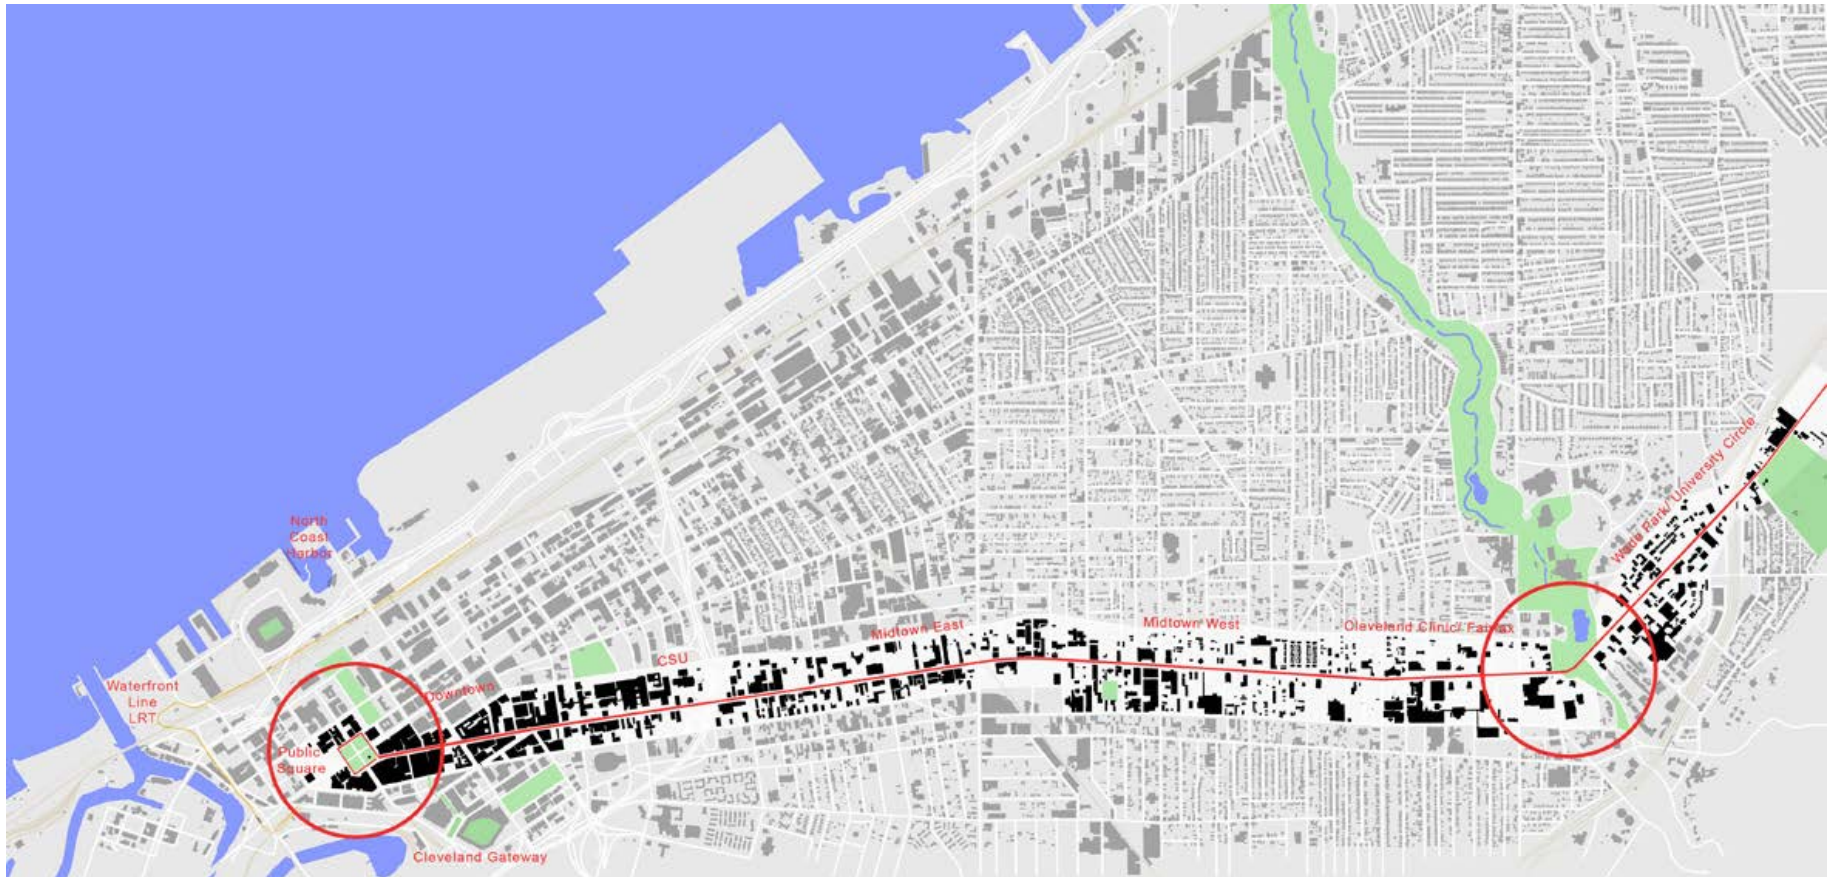 North
Coast
Harbor
Wade Park/ University Circle
Midtown East
Midtown West
Cleveland Clinic/ Fairfax
CSU
Downtown
Waterfront
Line
LRT
Public
Square
Cleveland Gateway